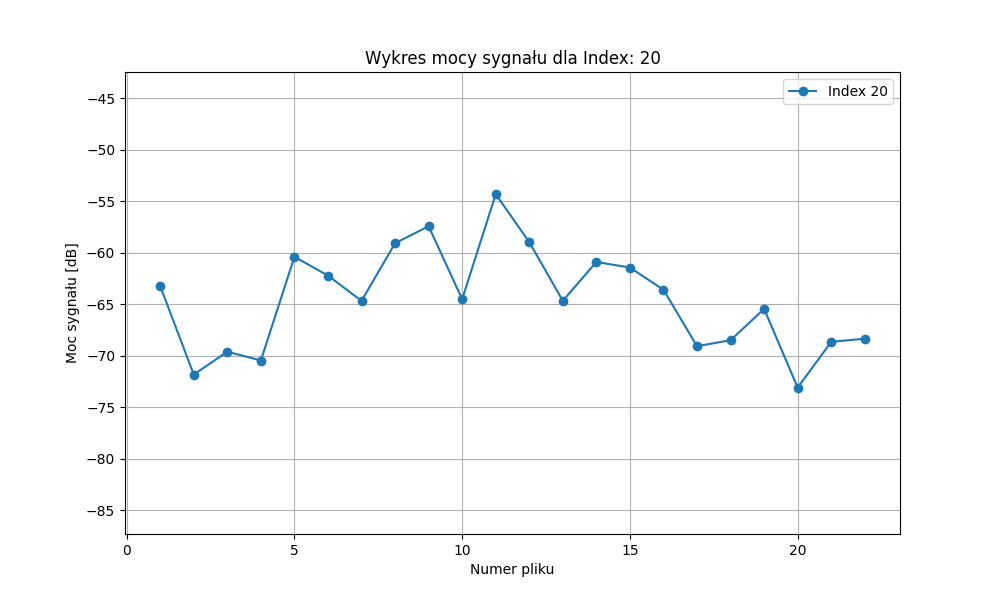 Wykres mocy sygnału dla Index: 20
Index 20
Moc sygnału [dB]
−45
−50
−55
−60
−65
−70
−75
−80
−85
0 5 10 15 20
Numer pliku